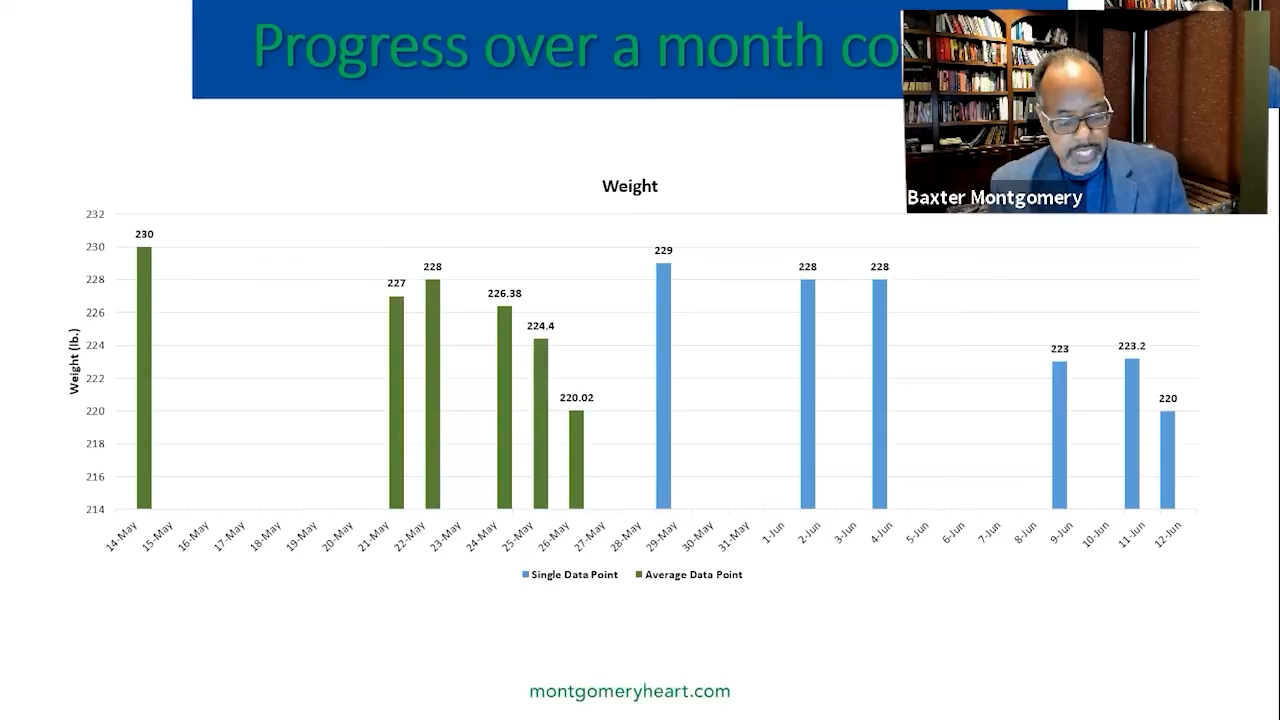 Progress over a month co
Baxter Montgomery
Weight
232
230
228
226
224
222
220
218
216
214
Weight (lb.)
230
227
228
226.38
224.4
220.02
229
228
228
223
223.2
220
14-May
15-May
16-May
17-May
18-May
19-May
20-May
21-May
22-May
23-May
24-May
25-May
26-May
27-May
28-May
29-May
30-May
31-May
1-Jun
2-Jun
3-Jun
4-Jun
5-Jun
6-Jun
7-Jun
8-Jun
9-Jun
10-Jun
11-Jun
12-Jun
Single Data Point
Average Data Point
montgomeryheart.com